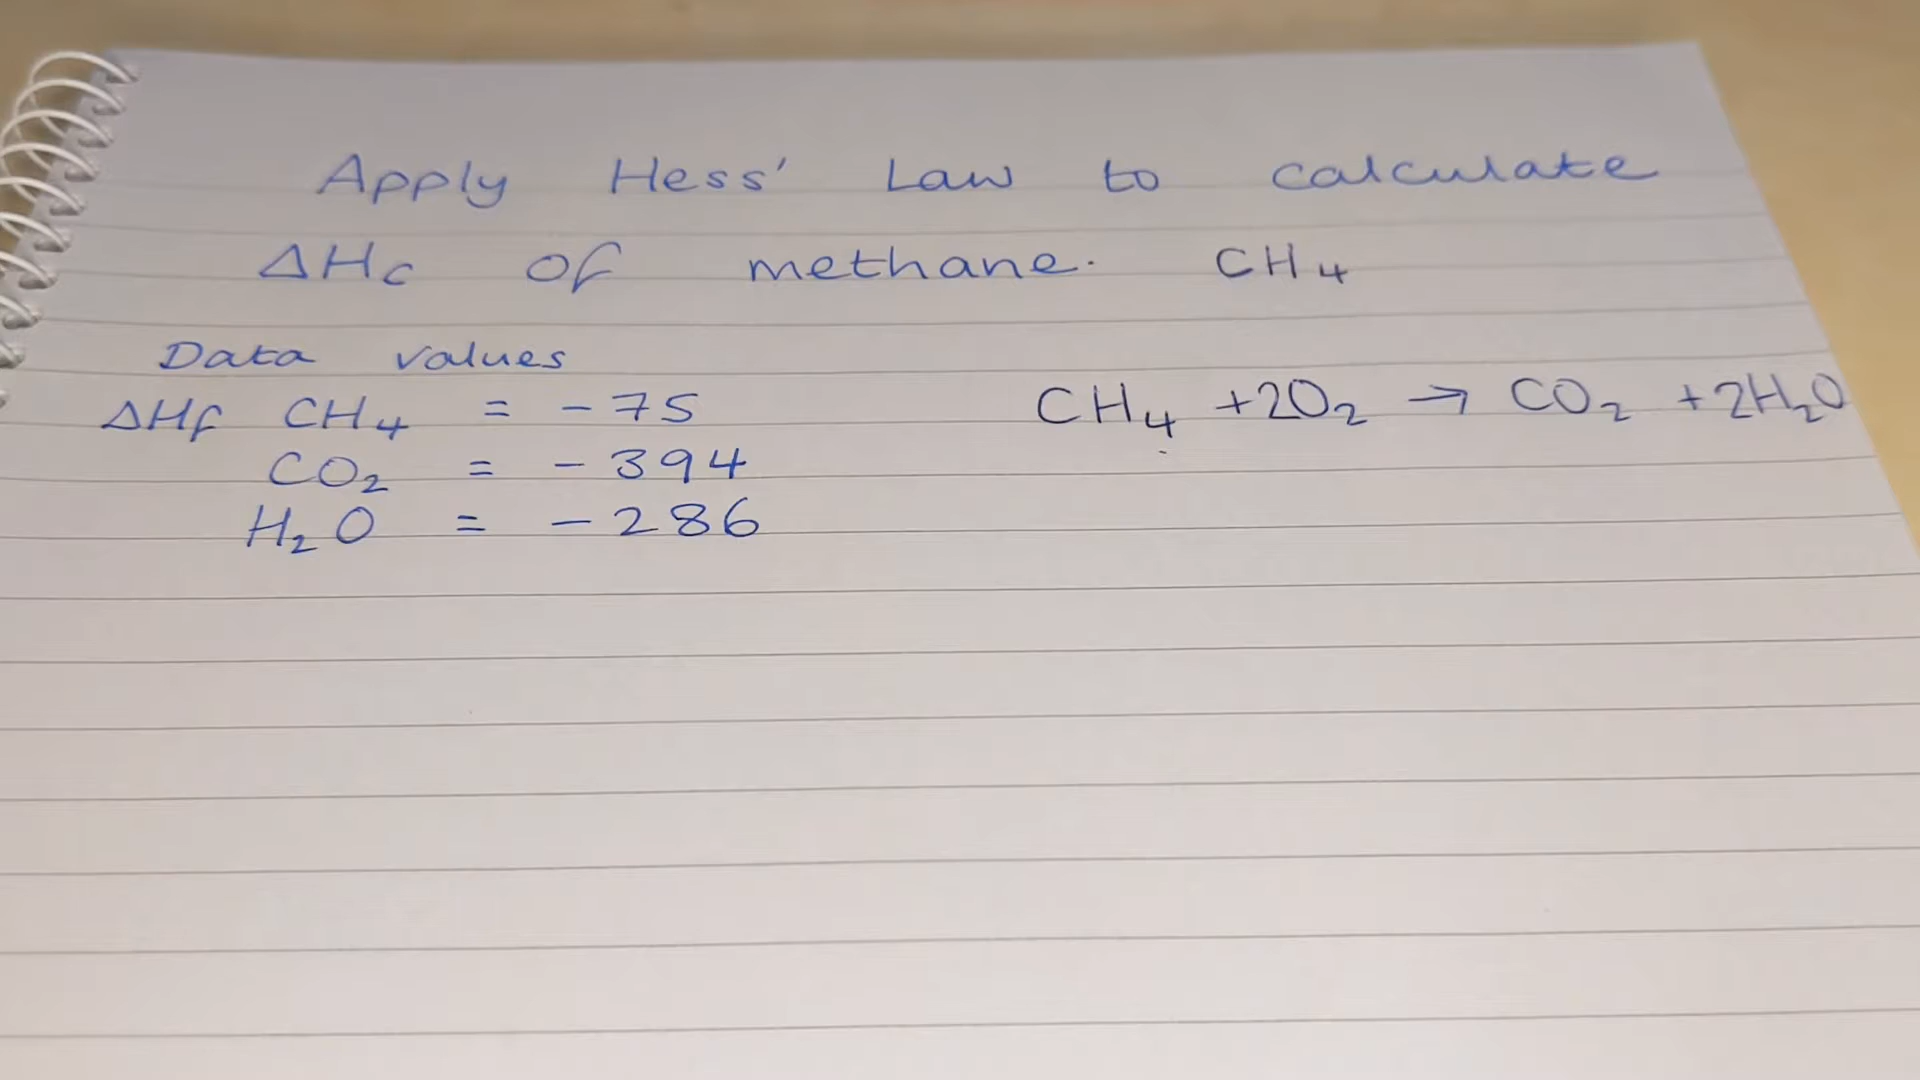 Apply Hess' Law to calculate
ΔHc of methane. CH₄
Data values
ΔHf CH₄ = -75
CO₂ = -394
H₂O = -286
CH₄ +2O₂ → CO₂ +2H₂O